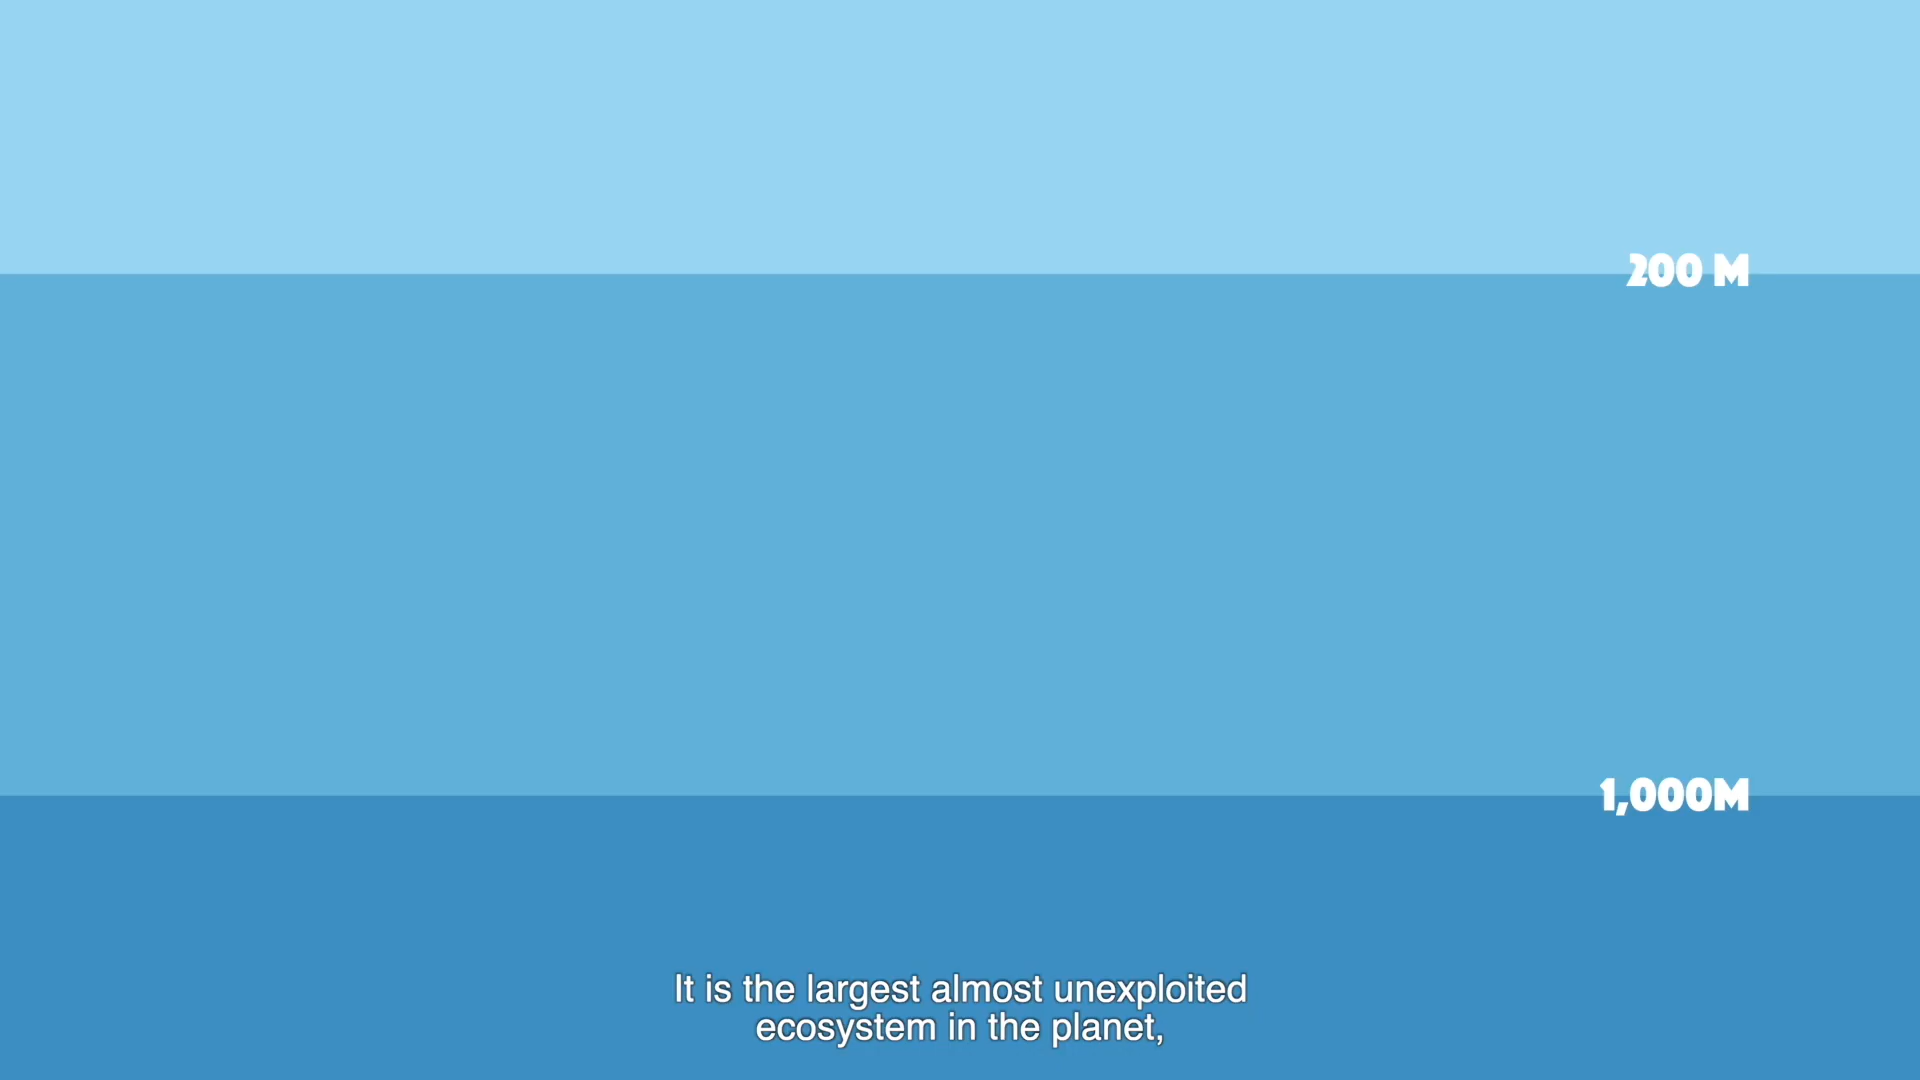 200 M
1,000M
It is the largest almost unexploited
ecosystem in the planet,